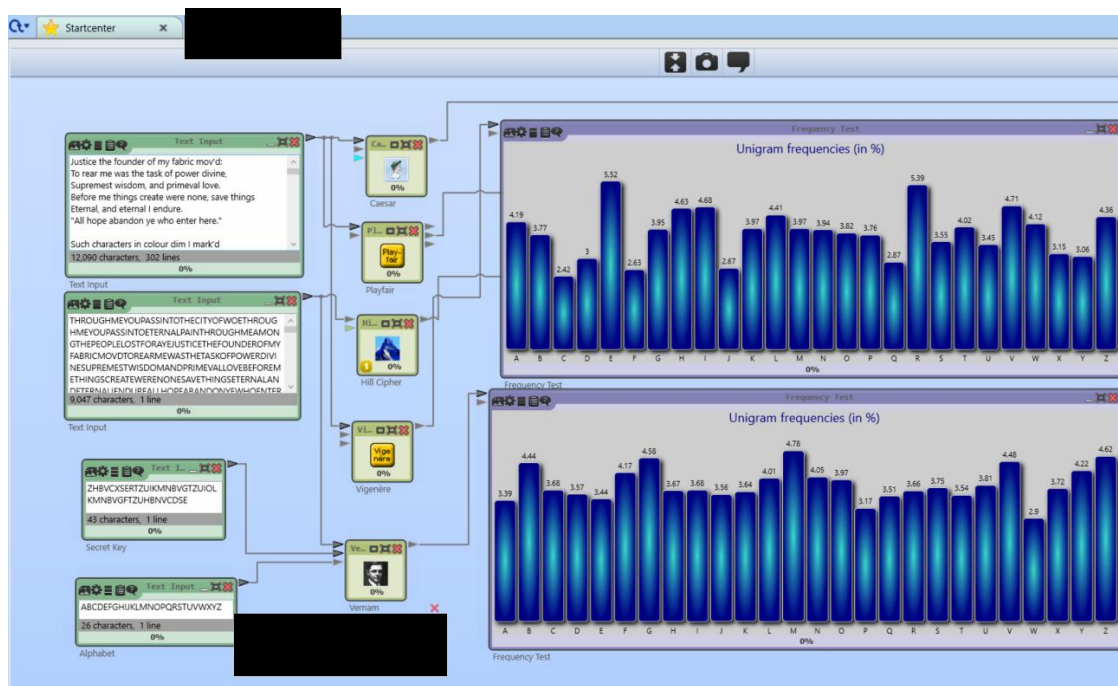 Startcenter
Text Input
Justice the founder of my fabric mov'd:
To rear me was the task of power divine,
Supremest wisdom, and primeval love.
Before me things create were none, save things
Eternal, and eternal I endure.
"All hope abandon ye who enter here."
Such characters in colour dim I mark'd
12,090 characters, 302 lines
0%
Text Input
Text Input
THROUGHMEYOUPASSINTOTHECITYOFWOETHROUG
HMEYOUPASSINTOETERNALPAINTHROUGHMEAMON
GTHEPEOPLELOSTFORAYEJUSTICETHEFOUNDEROFMY
FABRICMOVDTOREARMEWASTHETASKOFPOWERDIVI
NESUPREMESTWISDOMANDPRIMEVALLOVEBEFOREM
ETHINGSCREATEWERENONESAVETHINGSETERNALAN
DETERNALIENDUREALLHOPEABANDONYEWHOENTER
9,047 characters, 1 line
0%
Text Input
Text I...
ZHBVCXSERTZUIKMNBVGTZUIOL
KMNBVGFTZUHBNVCDSE
43 characters, 1 line
0%
Secret Key
Text Input
ABCDEFGHIJKLMNOPQRSTUVWXYZ
26 characters, 1 line
0%
Alphabet
Ca...
0%
Caesar
Pl...
Play-
fair
0%
Playfair
Hi...
1
0%
Hill Cipher
Vi...
Vige
nére
0%
Vigenère
Ve...
0%
Vernam
Frequency Test
Unigram frequencies (in %)
4.19 3.77 2.42 3 5.52 2.63 3.95 4.63 4.68 2.67 3.97 4.41 3.97 3.94 3.82 3.76 2.87 5.39 3.55 4.02 3.45 4.71 4.12 3.15 3.06 4.36
A B C D E F G H I J K L M N O P Q R S T U V W X Y Z
0%
Frequency Test
Frequency Test
Unigram frequencies (in %)
3.39 4.44 3.68 3.57 3.44 4.17 4.58 3.67 3.68 3.56 3.64 4.01 4.78 4.05 3.97 3.17 3.51 3.66 3.75 3.54 3.81 4.48 2.9 3.72 4.22 4.62
A B C D E F G H I J K L M N O P Q R S T U V W X Y Z
0%
Frequency Test